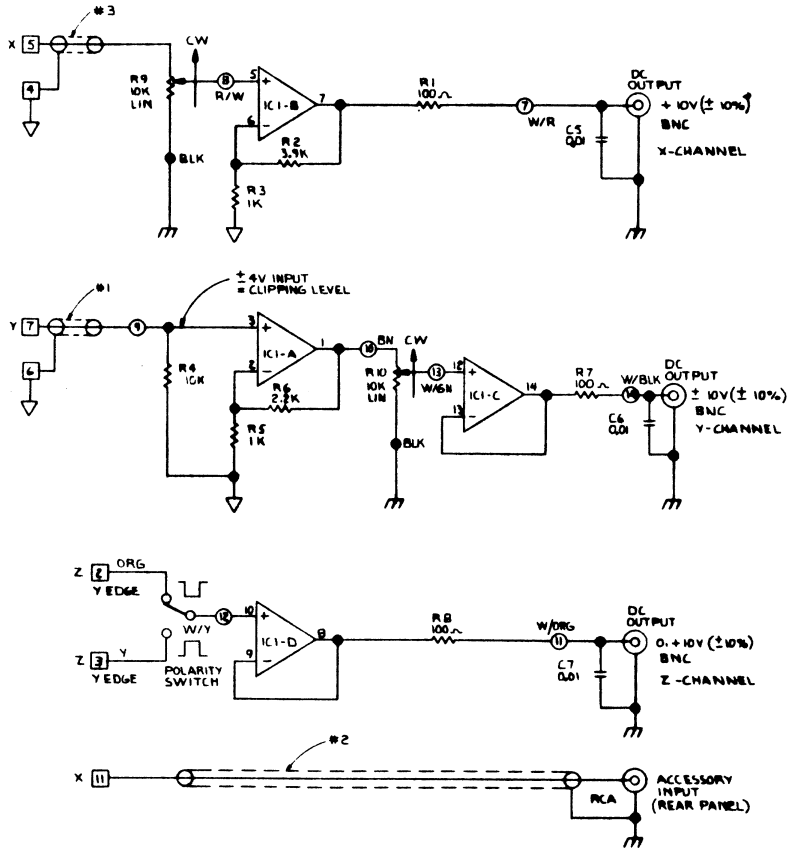 #3
X 5
4
R9
10K
LIN
CW
8
R/W
BLK
5
+
IC1-B
7
6
−
R2
3.9K
R3
1K
R1
100Ω
7
W/R
C5
0.01
DC
OUTPUT
+ 10V (± 10%)
BNC
X-CHANNEL
#1
± 4V INPUT
= CLIPPING LEVEL
Y 7
6
9
R4
10K
3
+
IC1-A
1
2
−
R6
2.2K
R5
1K
10 BN
R10
10K
LIN
CW
13
W/GN
BLK
12
+
IC1-C
14
13
−
R7
100Ω
W/BLK
C6
0.01
DC
OUTPUT
± 10V (± 10%)
BNC
Y-CHANNEL
Z 2 ORG
Y EDGE
W/Y
12
Z 3 Y
Y EDGE
POLARITY
SWITCH
10
+
IC1-D
8
9
−
R8
100Ω
W/ORG
11
C7
0.01
DC
OUTPUT
0, +10V (±10%)
BNC
Z-CHANNEL
#2
X 11
RCA
ACCESSORY
INPUT
(REAR PANEL)